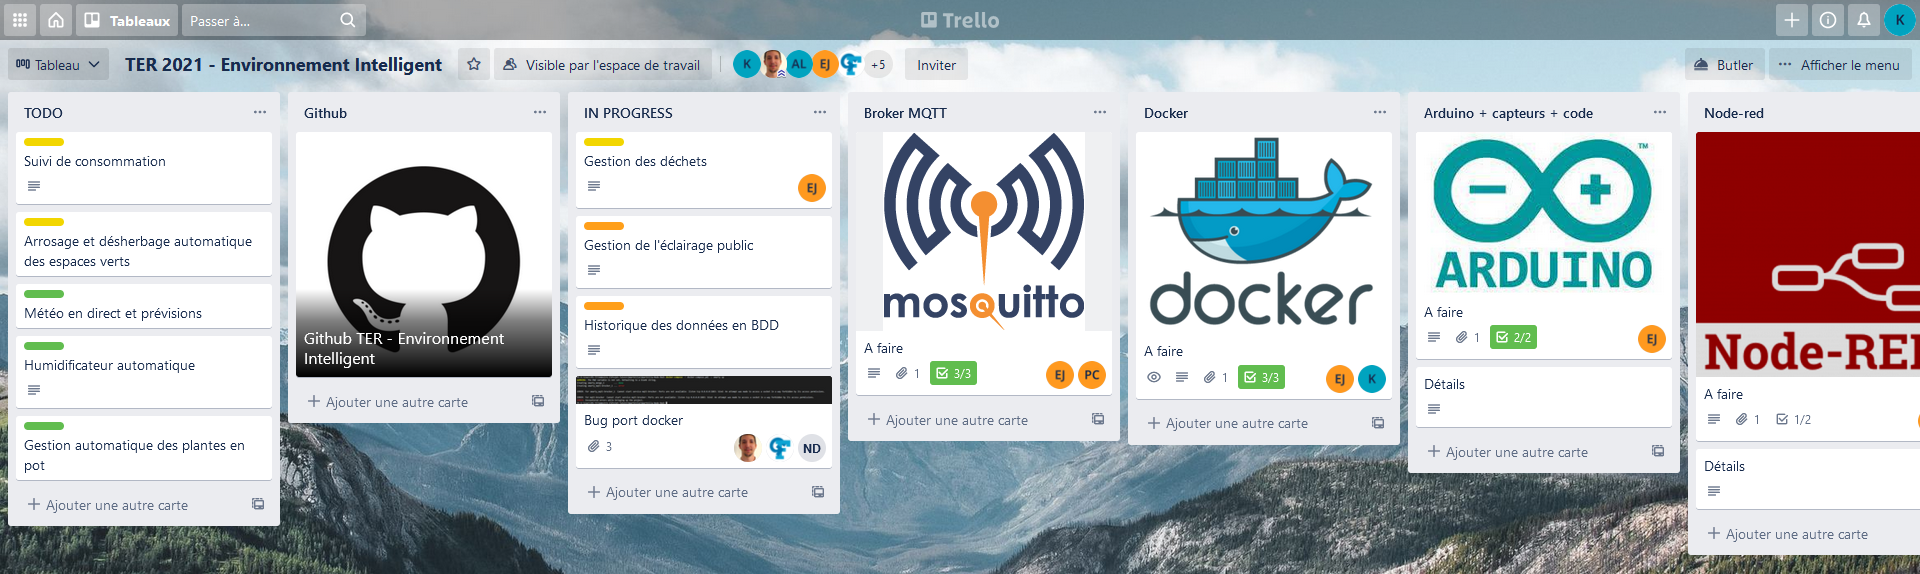 Tableaux
Passer à...
Trello
K
Tableau
TER 2021 - Environnement Intelligent
Visible par l'espace de travail
K
AL
EJ
+5
Inviter
Butler
Afficher le menu
TODO
Suivi de consommation
Arrosage et désherbage automatique
des espaces verts
Météo en direct et prévisions
Humidificateur automatique
Gestion automatique des plantes en
pot
Ajouter une autre carte
Github
Github TER - Environnement
Intelligent
Ajouter une autre carte
IN PROGRESS
Gestion des déchets
EJ
Gestion de l'éclairage public
Historique des données en BDD
Bug port docker
3
ND
Ajouter une autre carte
Broker MQTT
mosquitto
A faire
1
3/3
EJ
PC
Ajouter une autre carte
Docker
docker
A faire
1
3/3
EJ
K
Ajouter une autre carte
Arduino + capteurs + code
TM
ARDUINO
A faire
1
2/2
EJ
Détails
Ajouter une autre carte
Node-red
Node-RE
A faire
1
1/2
Détails
Ajouter une autre carte